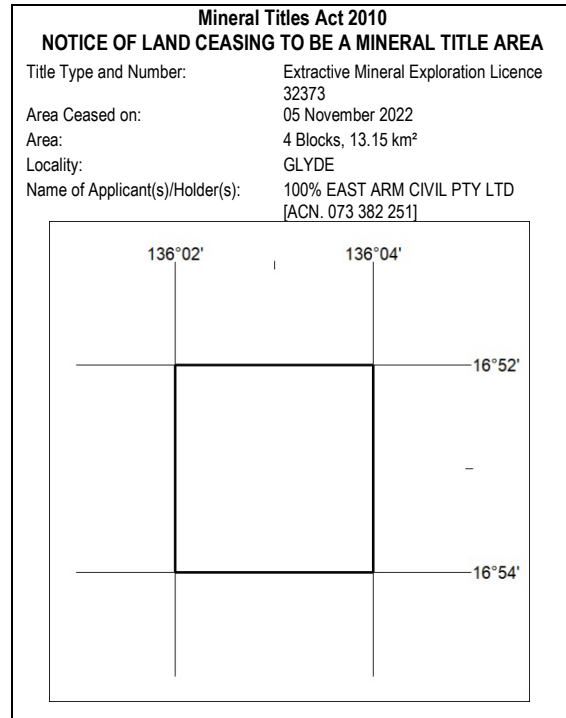 Mineral Titles Act 2010
NOTICE OF LAND CEASING TO BE A MINERAL TITLE AREA
Title Type and Number: Extractive Mineral Exploration Licence
32373
Area Ceased on: 05 November 2022
Area: 4 Blocks, 13.15 km²
Locality: GLYDE
Name of Applicant(s)/Holder(s): 100% EAST ARM CIVIL PTY LTD
[ACN. 073 382 251]
136°02' 136°04'
16°52'
16°54'